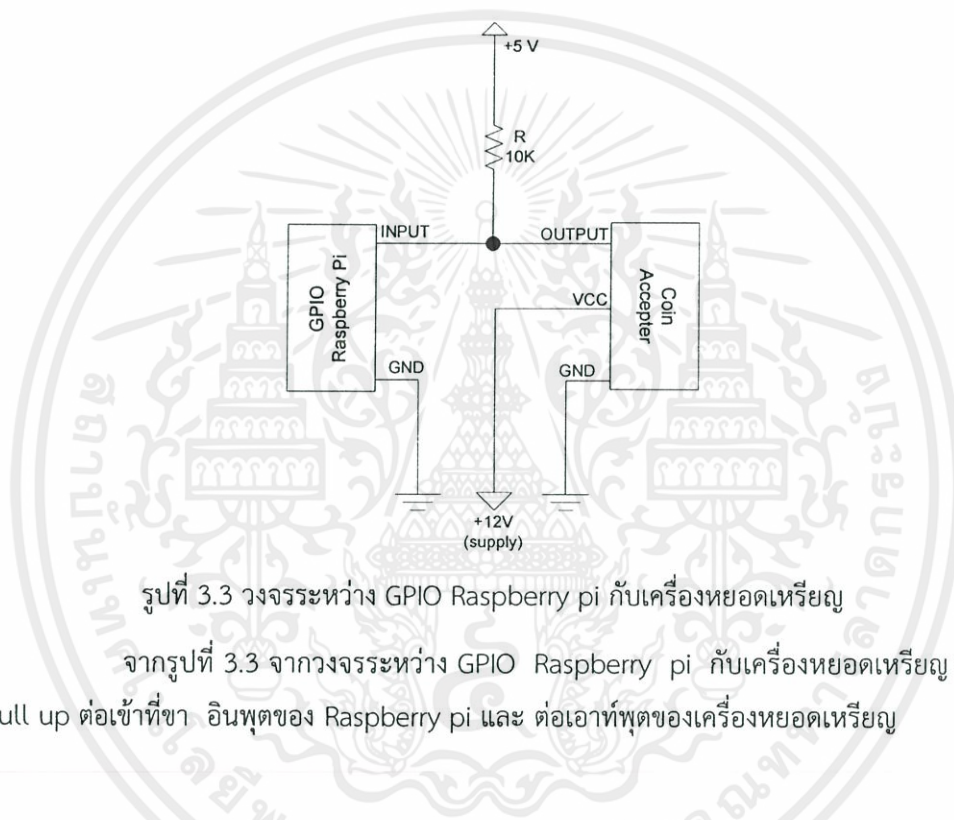 +5 V
R
10K
INPUT
OUTPUT
GPIO
Raspberry Pi
VCC
Coin
Accepter
GND
GND
+12V
(supply)
รูปที่ 3.3 วงจรระหว่าง GPIO Raspberry pi กับเครื่องหยอดเหรียญ
จากรูปที่ 3.3 จากวงจรระหว่าง GPIO Raspberry pi กับเครื่องหยอดเหรียญ
ull up ต่อเข้าที่ขา อินพุตของ Raspberry pi และ ต่อเอาท์พุตของเครื่องหยอดเหรียญ